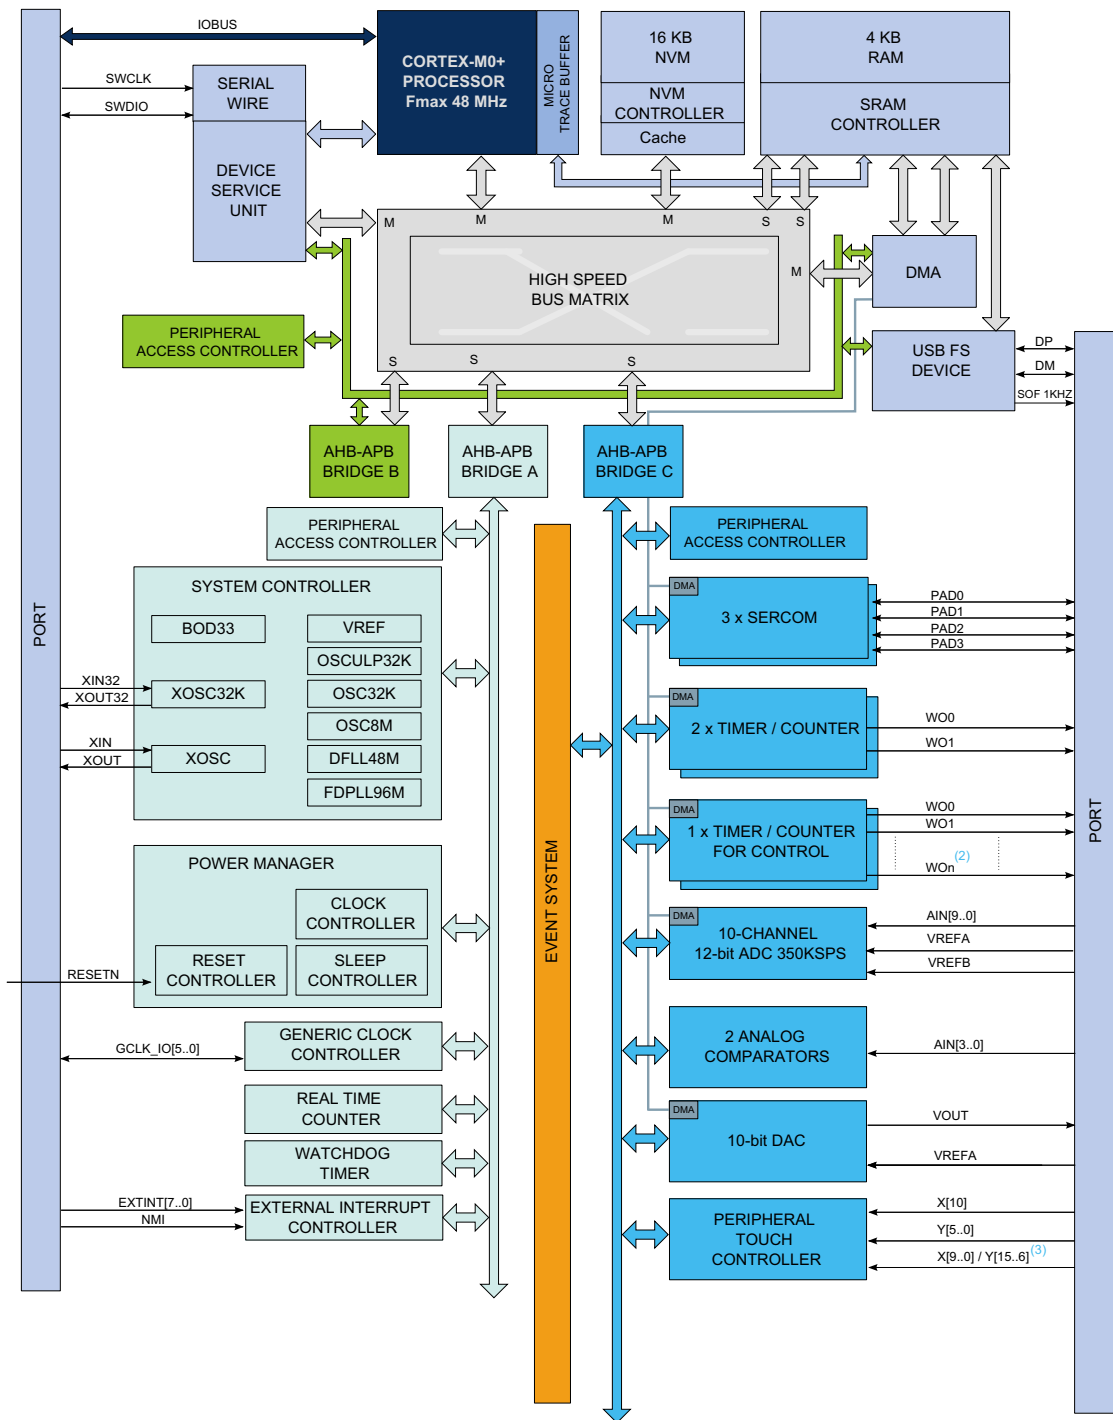 IOBUS
PORT
SWCLK
SWDIO
SERIAL
WIRE
DEVICE
SERVICE
UNIT
CORTEX-M0+
PROCESSOR
Fmax 48 MHz
MICRO
TRACE BUFFER
16 KB
NVM
NVM
CONTROLLER
Cache
4 KB
RAM
SRAM
CONTROLLER
M
M
M
S
S
M
HIGH SPEED
BUS MATRIX
S
S
S
DMA
USB FS
DEVICE
DP
DM
SOF 1KHZ
PERIPHERAL
ACCESS CONTROLLER
AHB-APB
BRIDGE B
AHB-APB
BRIDGE A
AHB-APB
BRIDGE C
PERIPHERAL
ACCESS CONTROLLER
SYSTEM CONTROLLER
BOD33
VREF
OSCULP32K
XOSC32K
OSC32K
OSC8M
XOSC
DFLL48M
FDPLL96M
XIN32
XOUT32
XIN
XOUT
POWER MANAGER
CLOCK
CONTROLLER
RESET
CONTROLLER
SLEEP
CONTROLLER
RESETN
GCLK_IO[5..0]
GENERIC CLOCK
CONTROLLER
REAL TIME
COUNTER
WATCHDOG
TIMER
EXTINT[7..0]
NMI
EXTERNAL INTERRUPT
CONTROLLER
EVENT SYSTEM
PERIPHERAL
ACCESS CONTROLLER
DMA
3 x SERCOM
PAD0
PAD1
PAD2
PAD3
DMA
2 x TIMER / COUNTER
WO0
WO1
DMA
1 x TIMER / COUNTER
FOR CONTROL
WO0
WO1
(2)
WOn
DMA
10-CHANNEL
12-bit ADC 350KSPS
AIN[9..0]
VREFA
VREFB
2 ANALOG
COMPARATORS
AIN[3..0]
DMA
10-bit DAC
VOUT
VREFA
PERIPHERAL
TOUCH
CONTROLLER
X[10]
Y[5..0]
X[9..0] / Y[15..6](3)
PORT